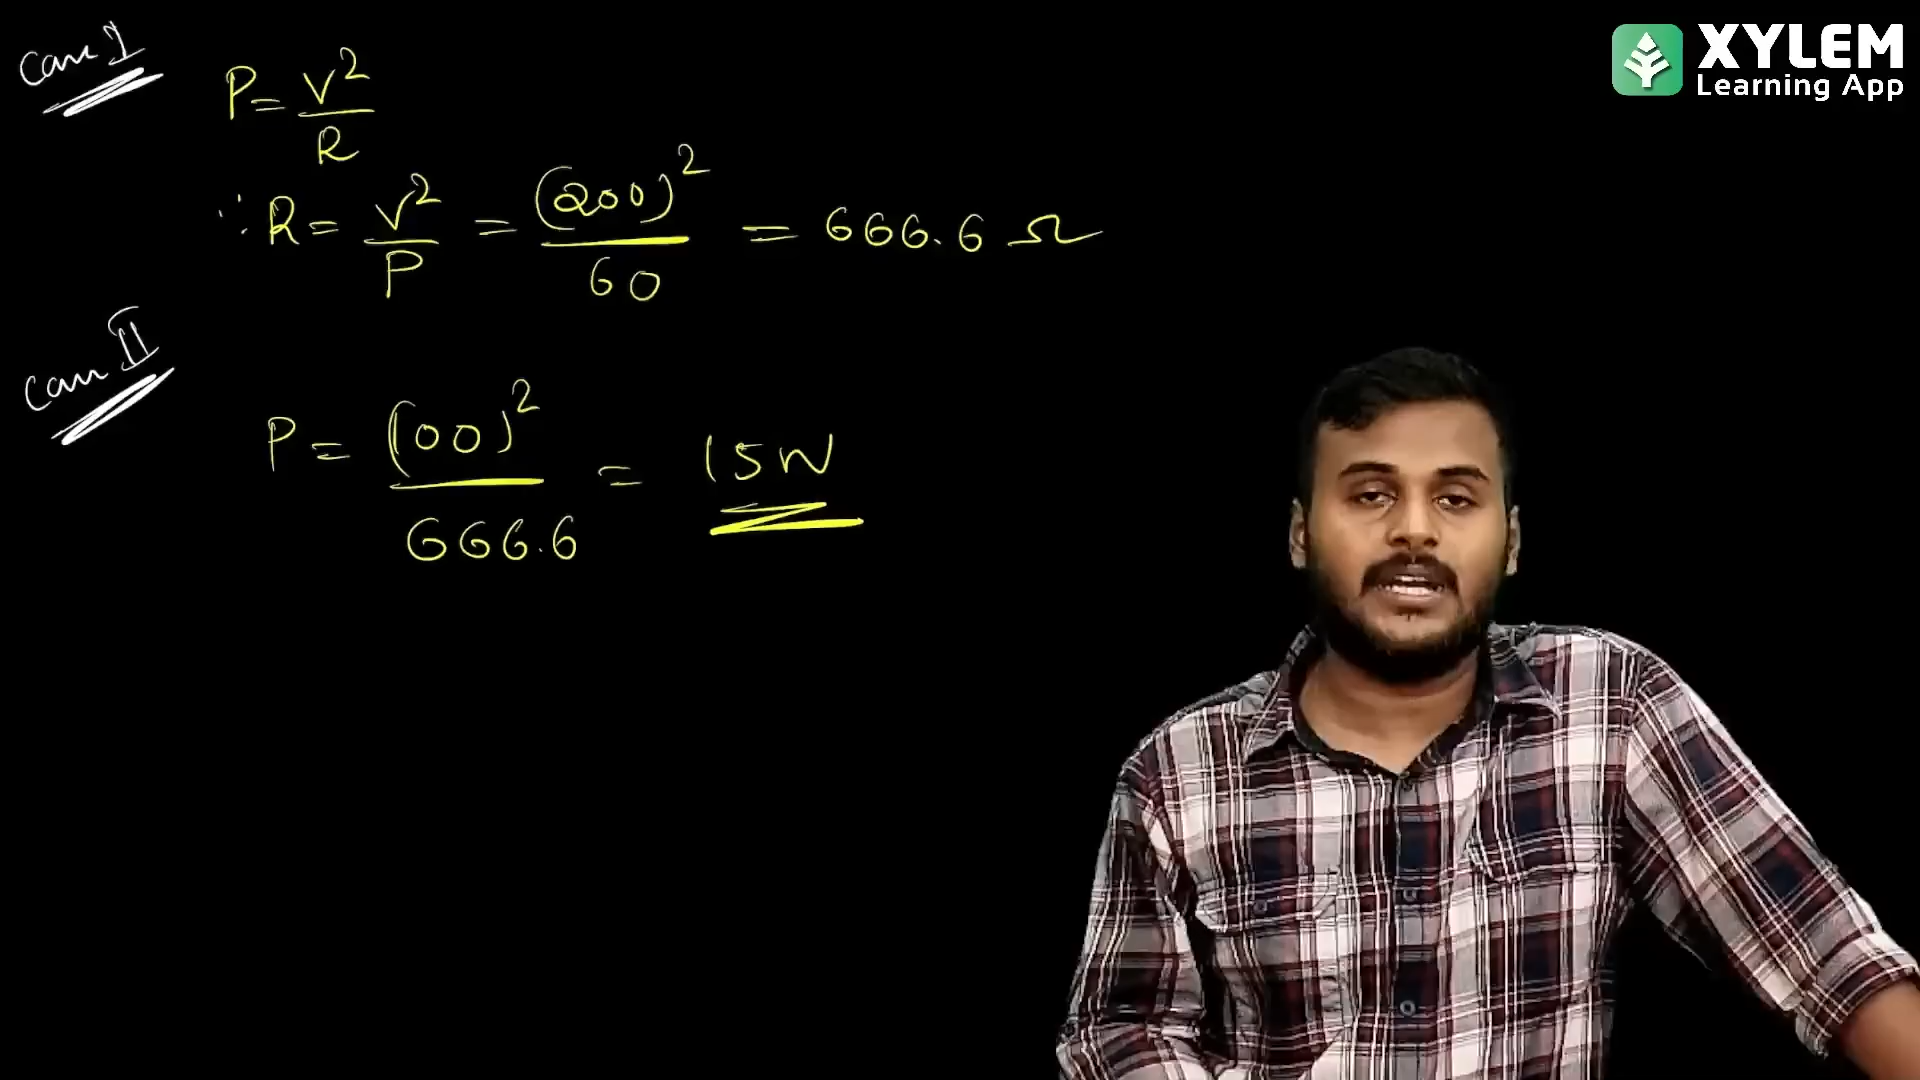 XYLEM
Learning App
Case I
P = V²/R
∵ R = V²/P = (200)²/60 = 666.6 Ω
Case II
P = (100)²/666.6 = 15W